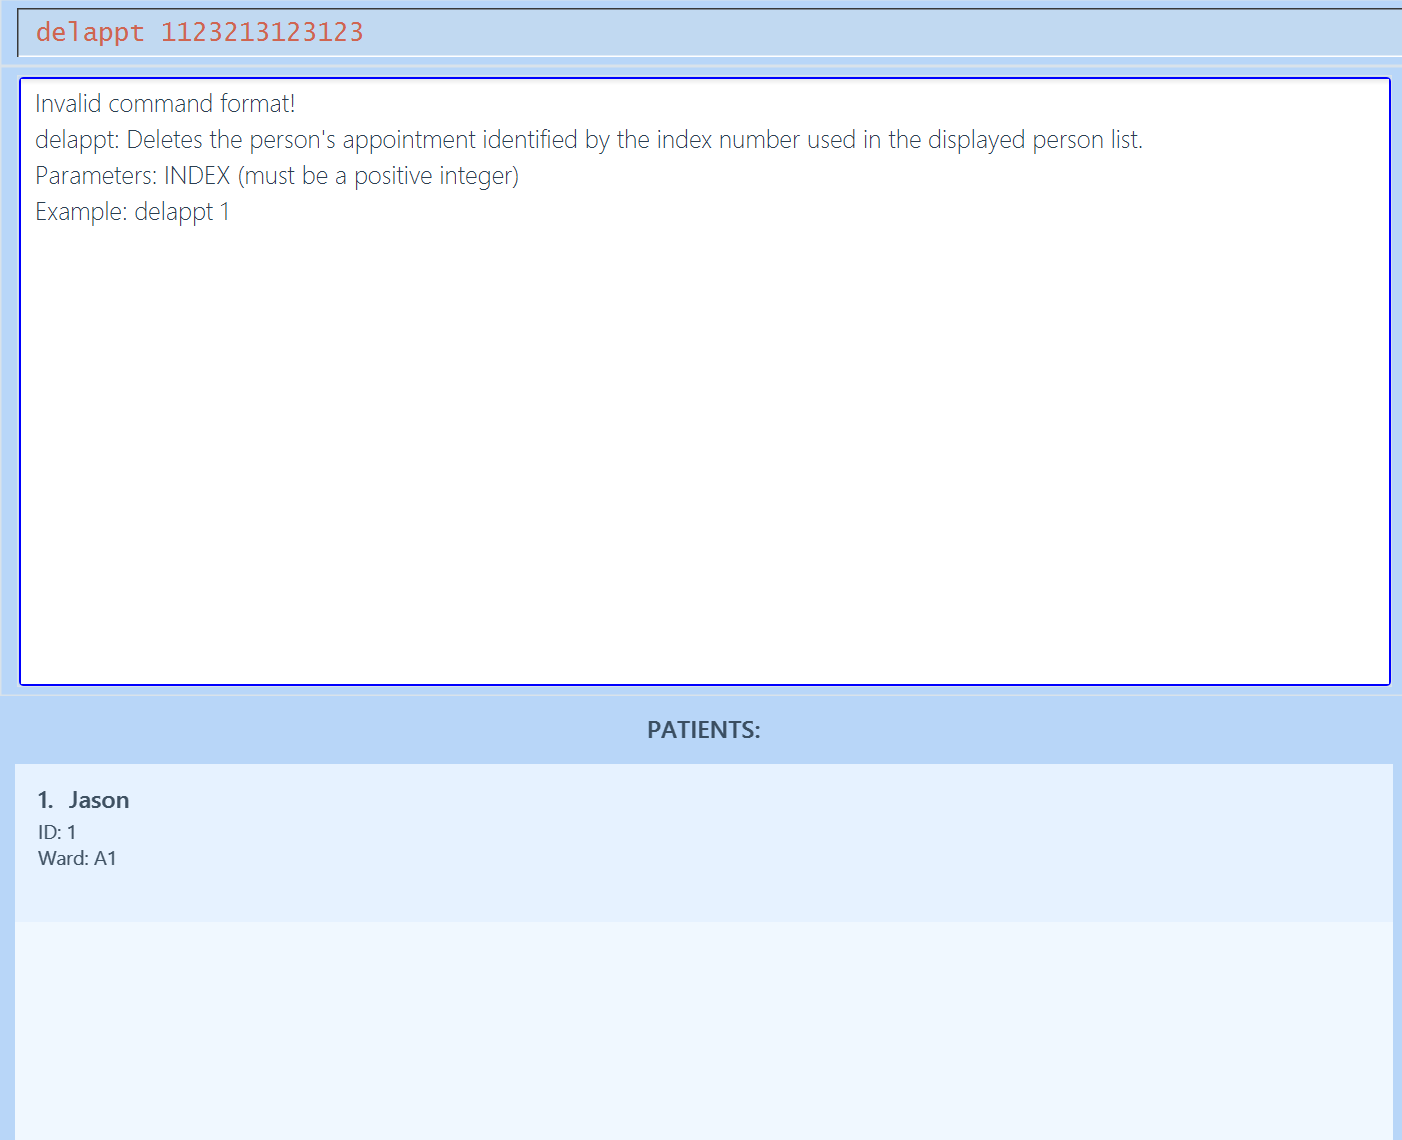 delappt 1123213123123
Invalid command format!
delappt: Deletes the person's appointment identified by the index number used in the displayed person list.
Parameters: INDEX (must be a positive integer)
Example: delappt 1
PATIENTS:
1. Jason
ID: 1
Ward: A1